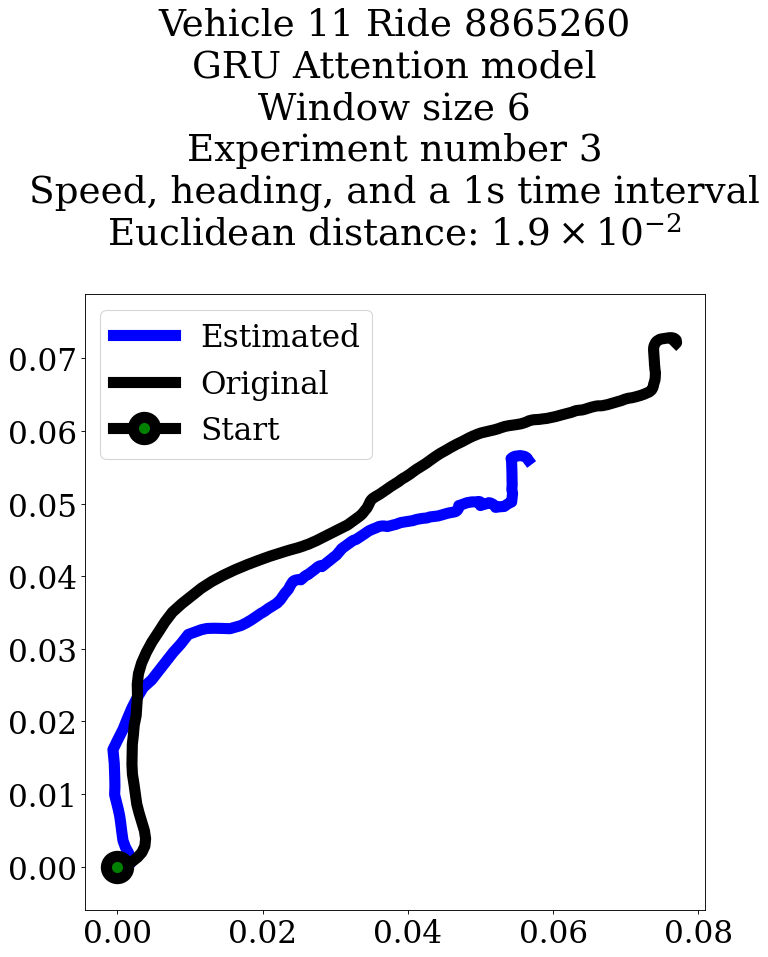 Vehicle 11 Ride 8865260
GRU Attention model
Window size 6
Experiment number 3
Speed, heading, and a 1s time interval
Euclidean distance: 1.9 × 10⁻²
Estimated
Original
Start
0.07
0.06
0.05
0.04
0.03
0.02
0.01
0.00
0.00 0.02 0.04 0.06 0.08